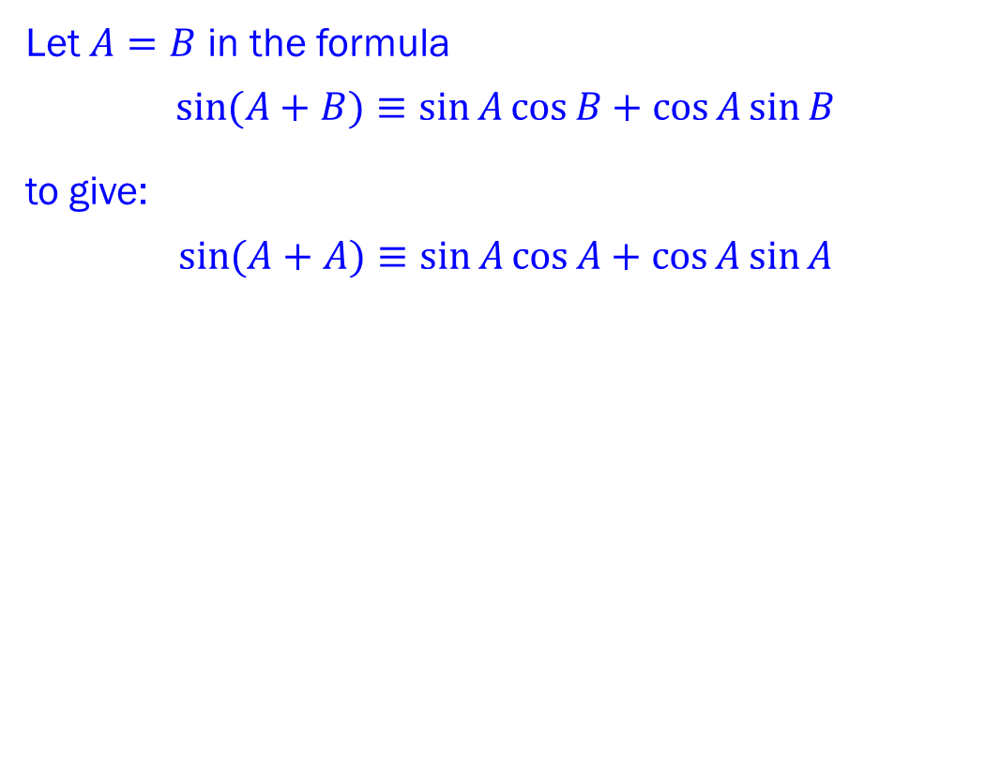 Let 𝐴 = 𝐵 in the formula
sin(𝐴 + 𝐵) ≡ sin 𝐴 cos 𝐵 + cos 𝐴 sin 𝐵
to give:
sin(𝐴 + 𝐴) ≡ sin 𝐴 cos 𝐴 + cos 𝐴 sin 𝐴